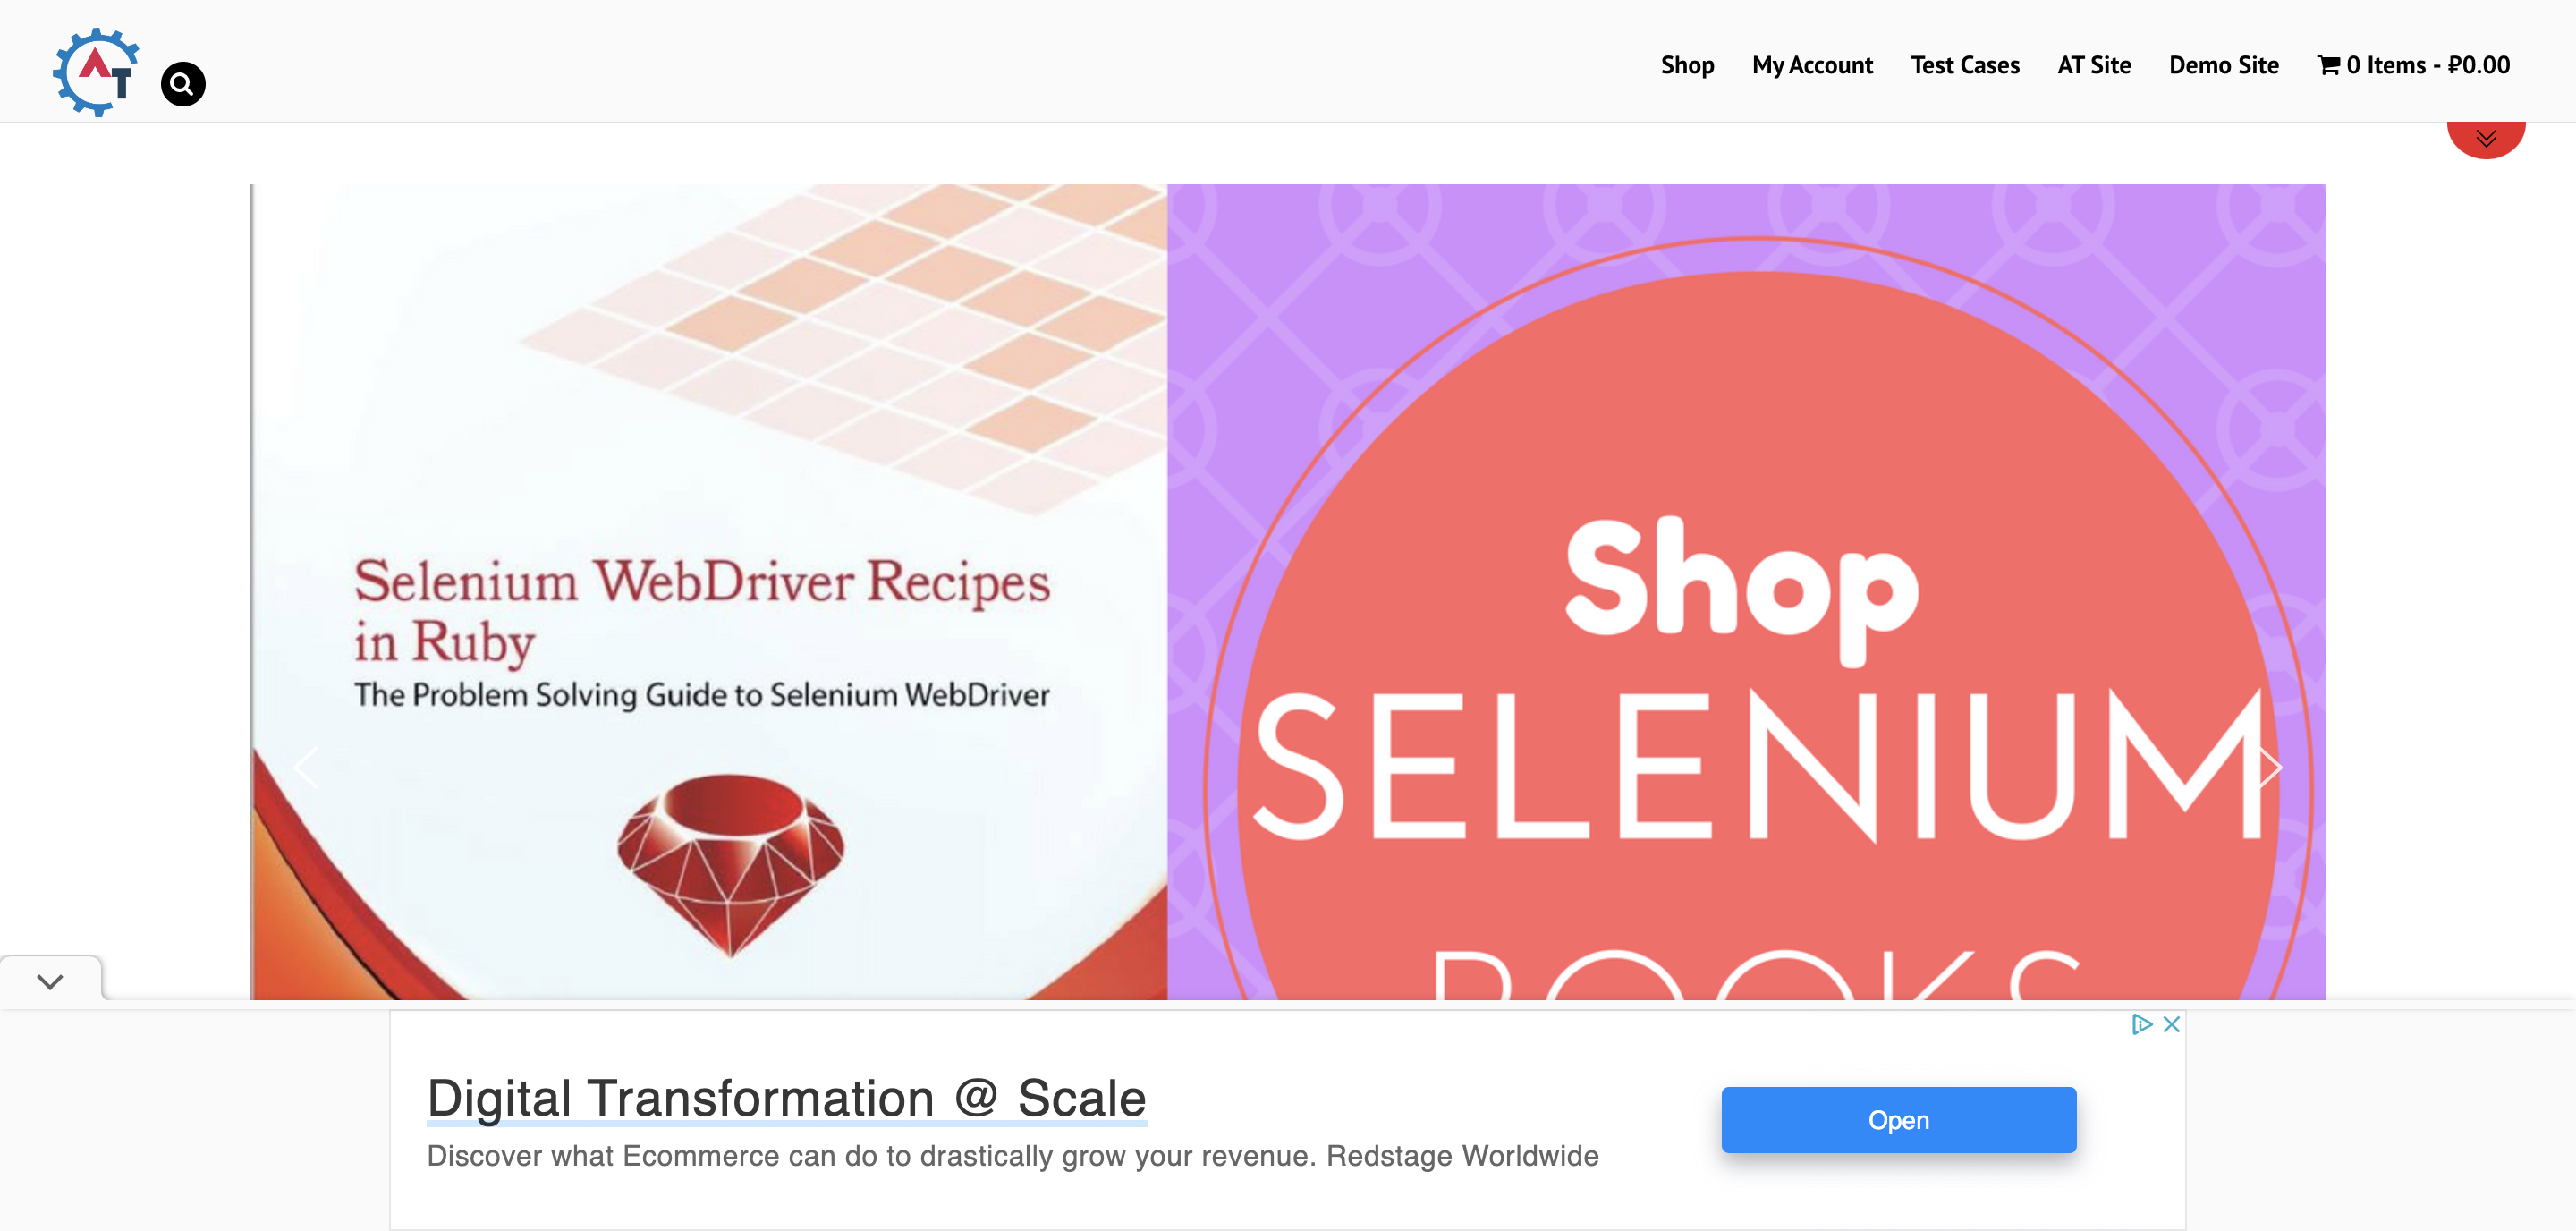 AT
Shop My Account Test Cases AT Site Demo Site 0 Items - ₽0.00
Selenium WebDriver Recipes
in Ruby
The Problem Solving Guide to Selenium WebDriver
Shop
SELENIUM
BOOKS
Digital Transformation @ Scale
Discover what Ecommerce can do to drastically grow your revenue. Redstage Worldwide
Open